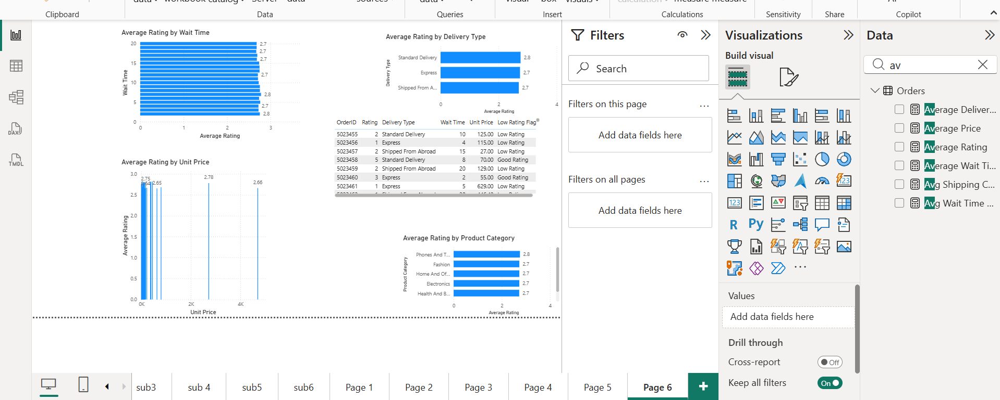 Clipboard
Data
Queries
Insert
Calculations
Sensitivity
Share
Copilot
Average Rating by Wait Time
20
15
10
5
0
Wait Time
2.7
2.7
2.7
2.7
2.8
2.7
2.8
0 1 2 3
Average Rating
Average Rating by Delivery Type
Delivery Type
Standard Delivery 2.8
Express 2.7
Shipped From A... 2.7
0 2 4
Average Rating
OrderID Rating Delivery Type Wait Time Unit Price Low Rating Flag
5023455 2 Standard Delivery 10 125.00 Low Rating
5023456 1 Express 4 115.00 Low Rating
5023457 2 Shipped From Abroad 15 27.00 Low Rating
5023458 5 Standard Delivery 8 70.00 Good Rating
5023459 2 Shipped From Abroad 20 129.00 Low Rating
5023460 3 Express 2 55.00 Good Rating
5023461 1 Express 5 629.00 Low Rating
Average Rating by Unit Price
3.0
2.5
2.0
1.5
1.0
0.5
0.0
Average Rating
2.75
2.65
2.78
2.66
0K 2K 4K
Unit Price
Average Rating by Product Category
Product Category
Phones And T... 2.8
Fashion 2.7
Home And Of... 2.7
Electronics 2.7
Health And B... 2.7
0 2 4
Average Rating
Filters
Search
Filters on this page ...
Add data fields here
Filters on all pages ...
Add data fields here
Visualizations
Build visual
123
123
R Py
...
Values
Add data fields here
Drill through
Cross-report Off
Keep all filters On
Data
av
Orders
Average Deliver...
Average Price
Average Rating
Average Wait Ti...
Avg Shipping C...
Avg Wait Time ...
DAX
TMDL
sub3 sub 4 sub5 sub6 Page 1 Page 2 Page 3 Page 4 Page 5 Page 6 +